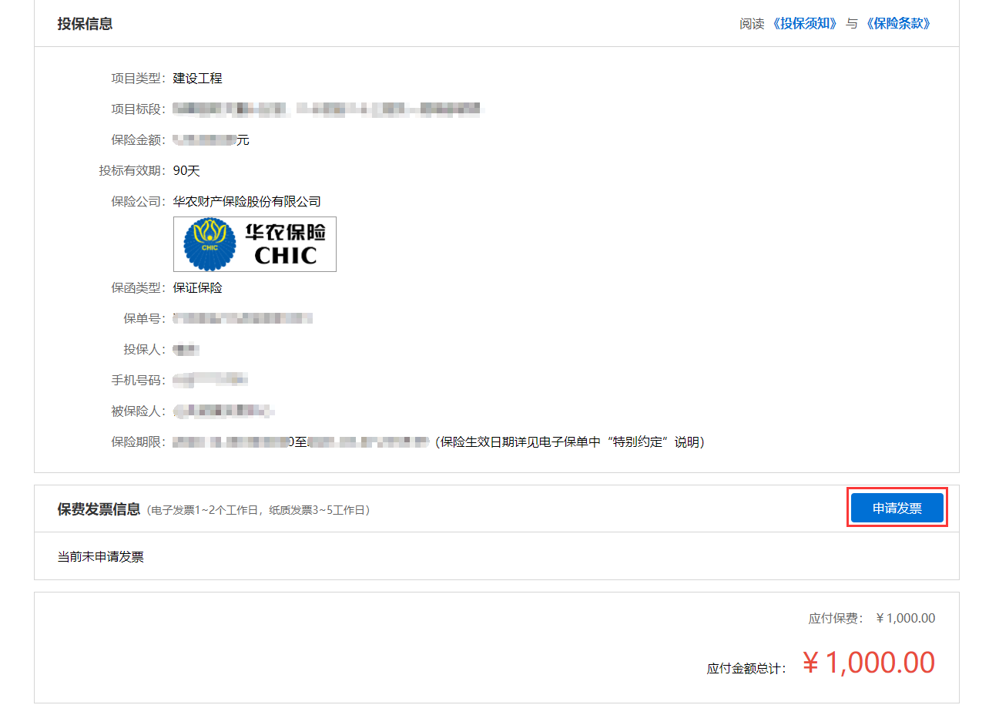 投保信息
阅读 《投保须知》 与 《保险条款》
项目类型： 建设工程
项目标段：
保险金额： 元
投标有效期： 90天
保险公司： 华农财产保险股份有限公司
CHIC 华农保险
CHIC
保函类型： 保证保险
保单号：
投保人：
手机号码：
被保险人：
保险期限： 0至 （保险生效日期详见电子保单中“特别约定”说明）
保费发票信息（电子发票1~2个工作日，纸质发票3~5工作日）
申请发票
当前未申请发票
应付保费： ￥1,000.00
应付金额总计： ￥1,000.00